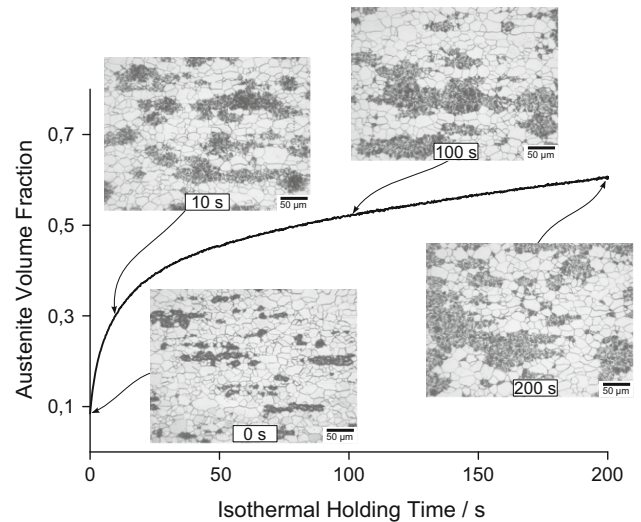 100 s
50 µm
0,7
10 s
50 µm
Austenite Volume Fraction
0,5
0,3
200 s
50 µm
0 s
50 µm
0,1
0
50
100
150
200
Isothermal Holding Time / s